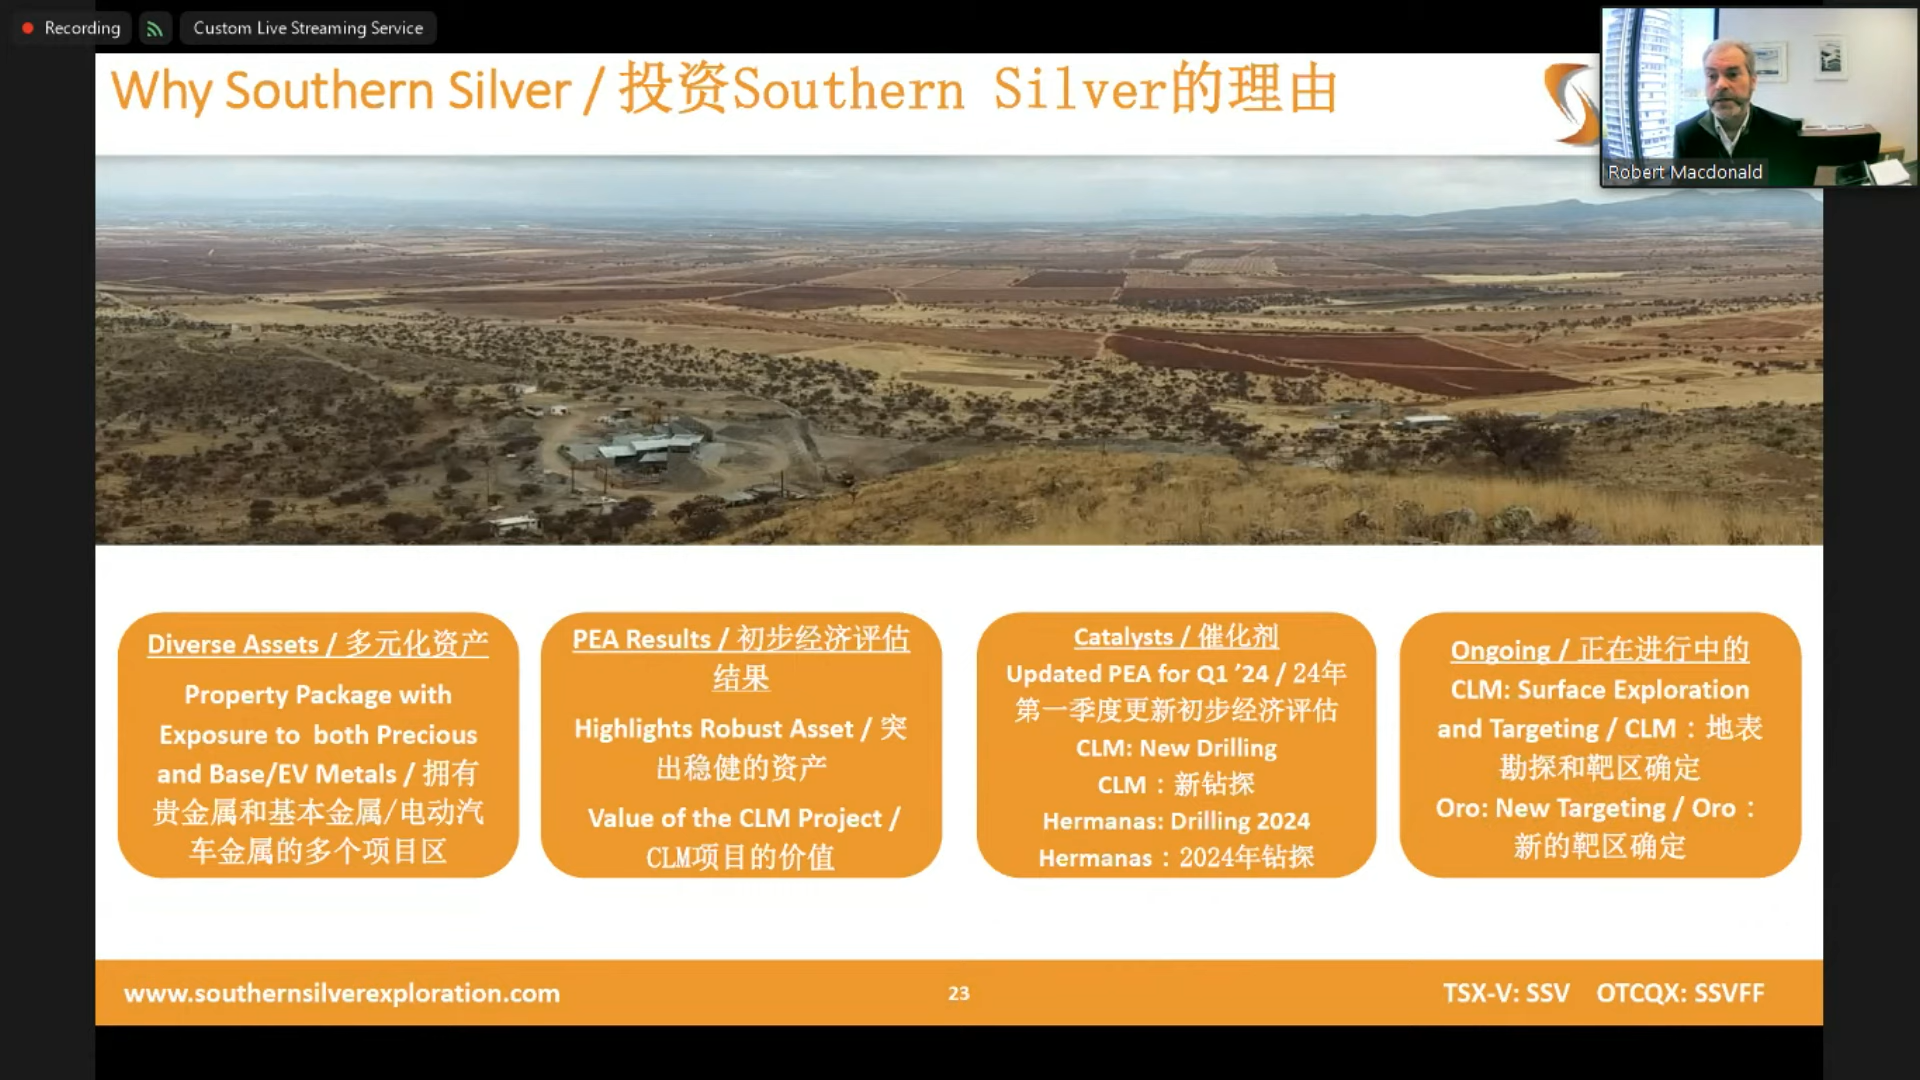 Recording
Custom Live Streaming Service
Why Southern Silver / 投资Southern Silver的理由
Robert Macdonald
Diverse Assets / 多元化资产
Property Package with
Exposure to both Precious
and Base/EV Metals / 拥有
贵金属和基本金属/电动汽
车金属的多个项目区
PEA Results / 初步经济评估
结果
Highlights Robust Asset / 突
出稳健的资产
Value of the CLM Project /
CLM项目的价值
Catalysts / 催化剂
Updated PEA for Q1 ’24 / 24年
第一季度更新初步经济评估
CLM: New Drilling
CLM：新钻探
Hermanas: Drilling 2024
Hermanas：2024年钻探
Ongoing / 正在进行中的
CLM: Surface Exploration
and Targeting / CLM：地表
勘探和靶区确定
Oro: New Targeting / Oro：
新的靶区确定
www.southernsilverexploration.com
23
TSX-V: SSV OTCQX: SSVFF